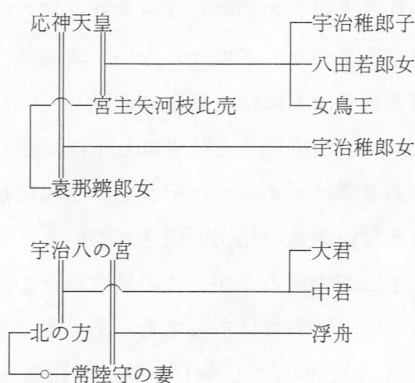 応神天皇
宇治稚郎子
八田若郎女
宮主矢河枝比売
女鳥王
宇治稚郎女
袁那辨郎女
宇治八の宮
大君
中君
北の方
浮舟
常陸守の妻